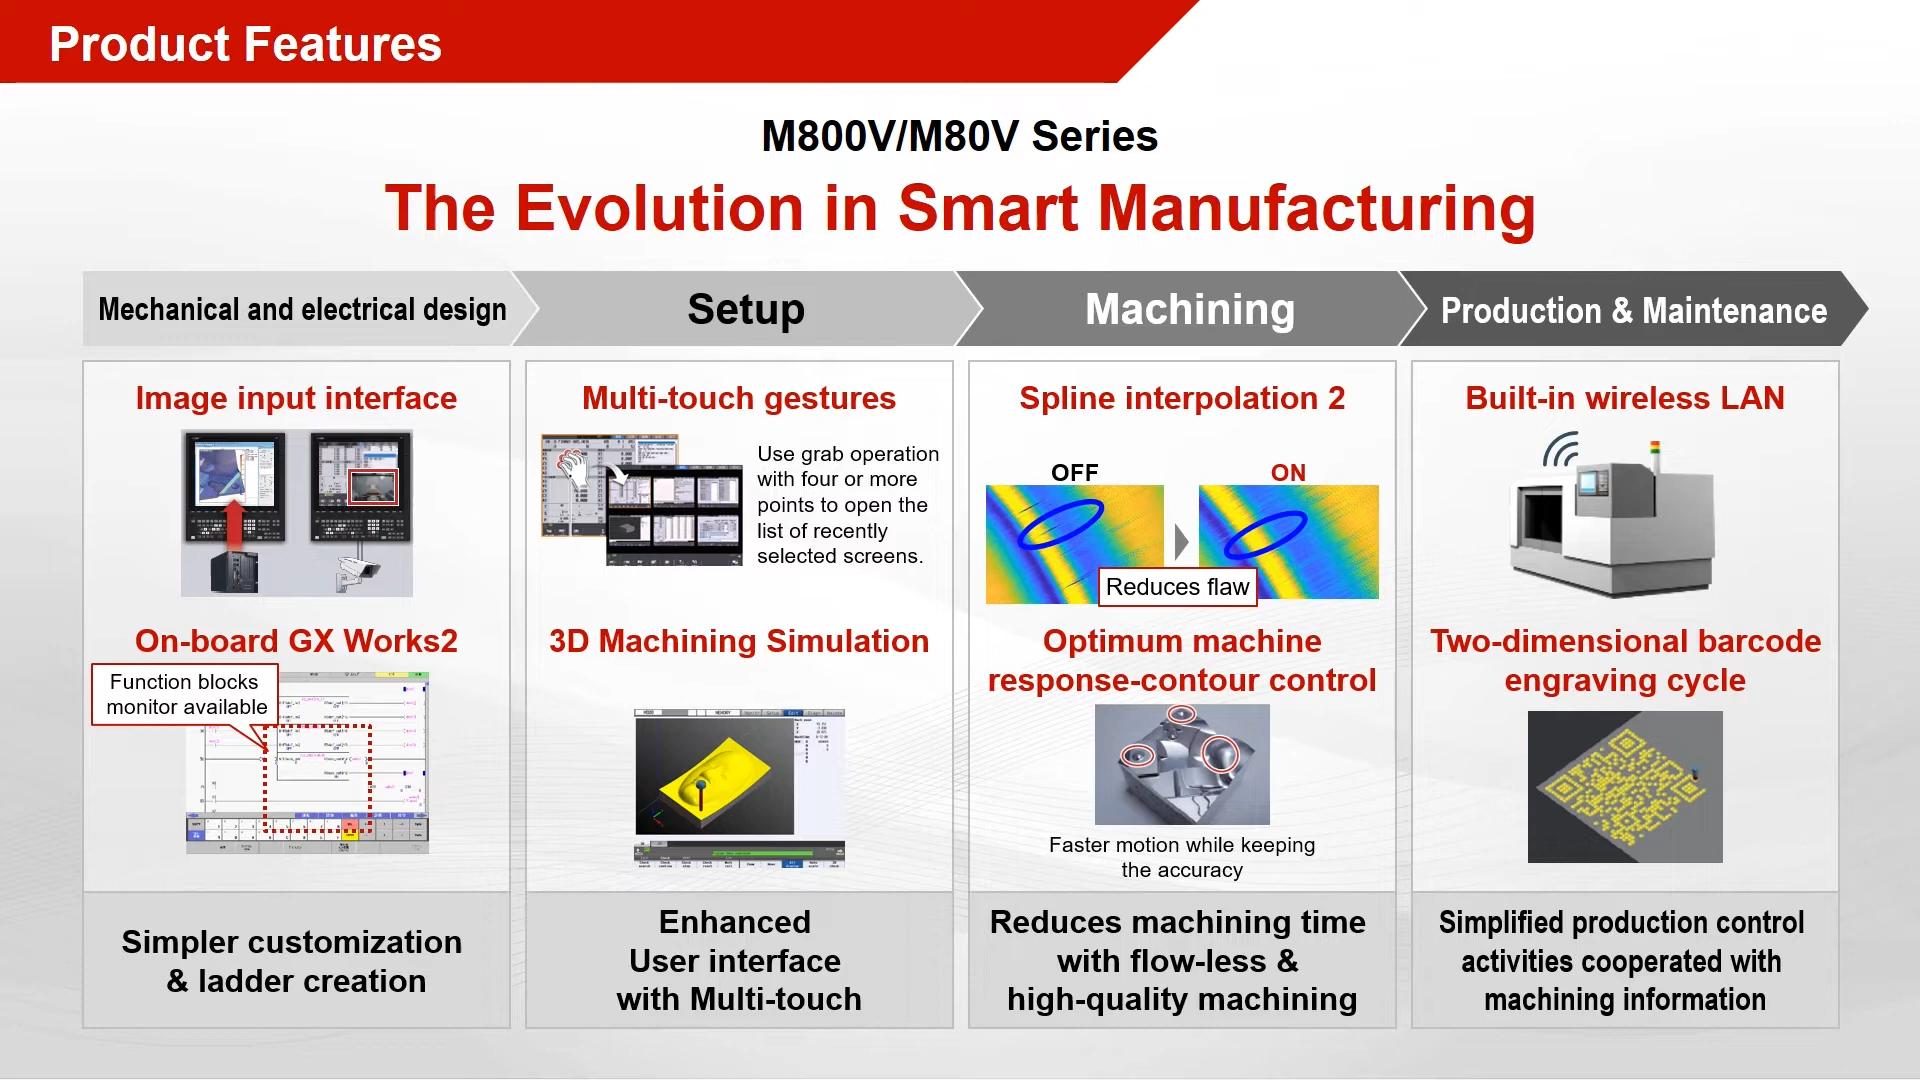 Product Features
M800V/M80V Series
The Evolution in Smart Manufacturing
Mechanical and electrical design
Setup
Machining
Production & Maintenance
Image input interface
On-board GX Works2
Function blocks
monitor available
Simpler customization
& ladder creation
Multi-touch gestures
Use grab operation
with four or more
points to open the
list of recently
selected screens.
3D Machining Simulation
Enhanced
User interface
with Multi-touch
Spline interpolation 2
OFF
ON
Reduces flaw
Optimum machine
response-contour control
Faster motion while keeping
the accuracy
Reduces machining time
with flow-less &
high-quality machining
Built-in wireless LAN
Two-dimensional barcode
engraving cycle
Simplified production control
activities cooperated with
machining information